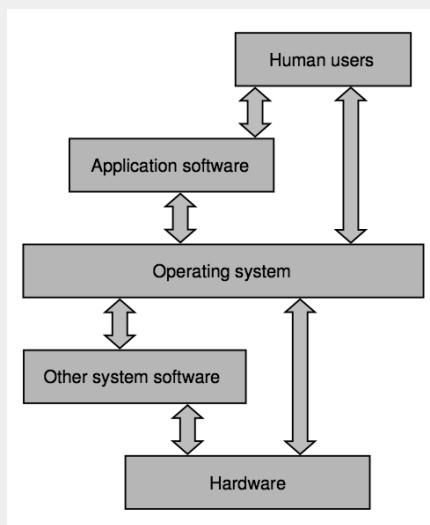 Human users
Application software
Operating system
Other system software
Hardware